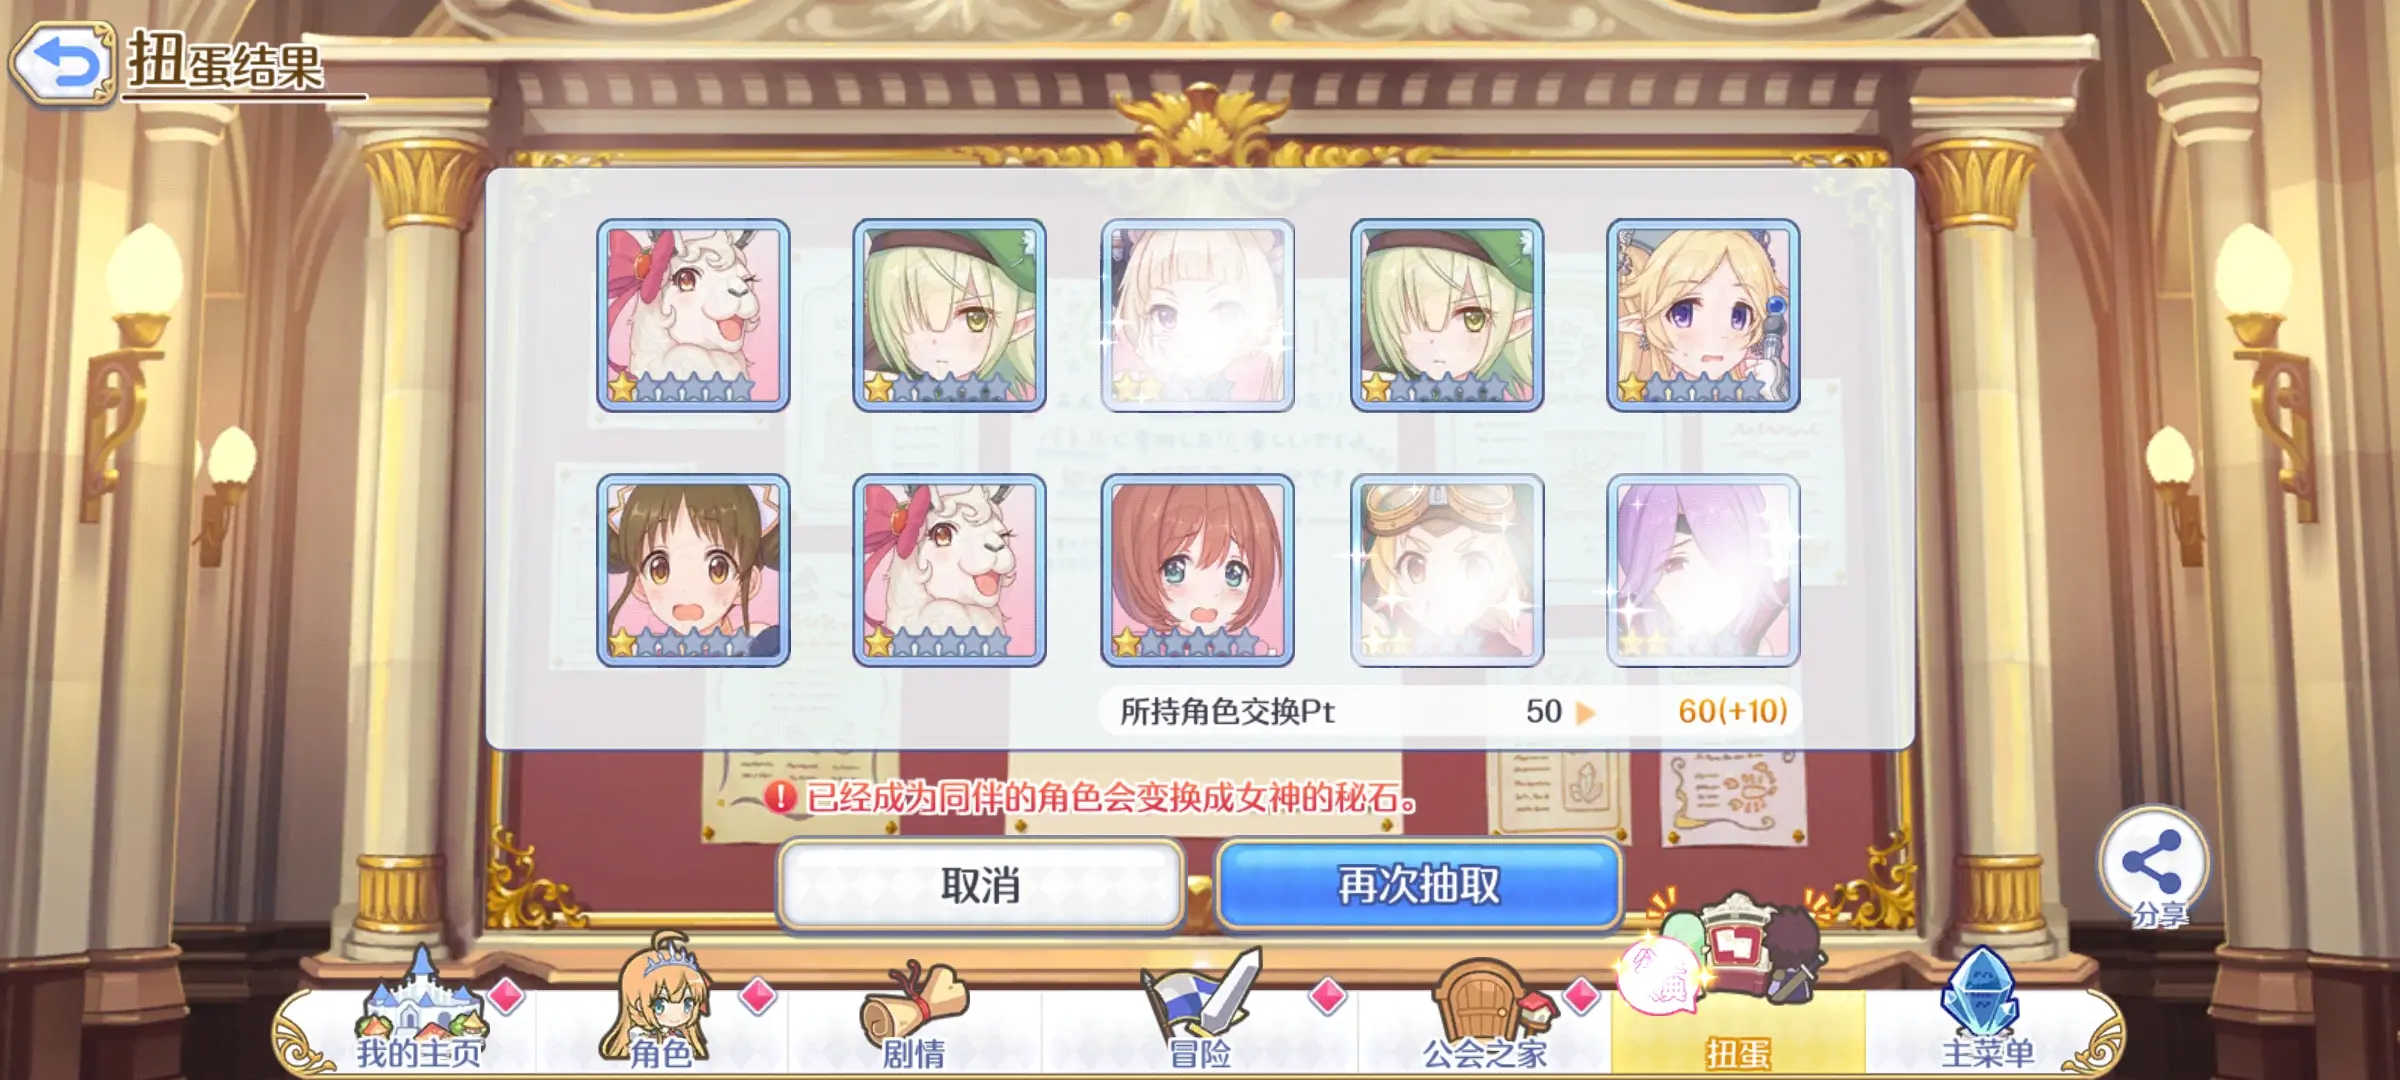 扭蛋结果
所持角色交换Pt 50 60(+10)
已经成为同伴的角色会变换成女神的秘石。
取消
再次抽取
分享
我的主页
角色
剧情
冒险
公会之家
扭蛋
主菜单